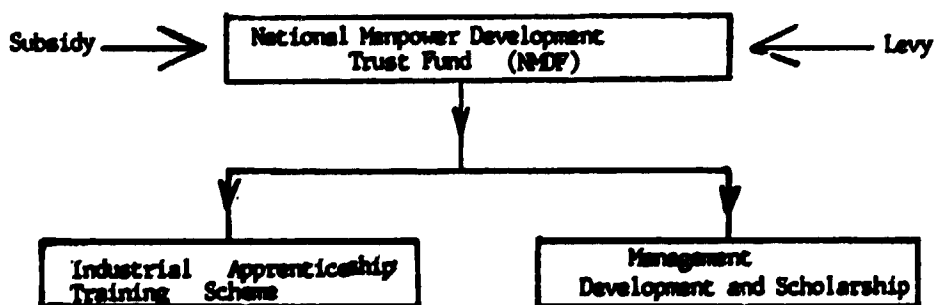 Subsidy
National Manpower Development
Trust Fund (NMDF)
Levy
Industrial Apprenticeship
Training Scheme
Management
Development and Scholarship